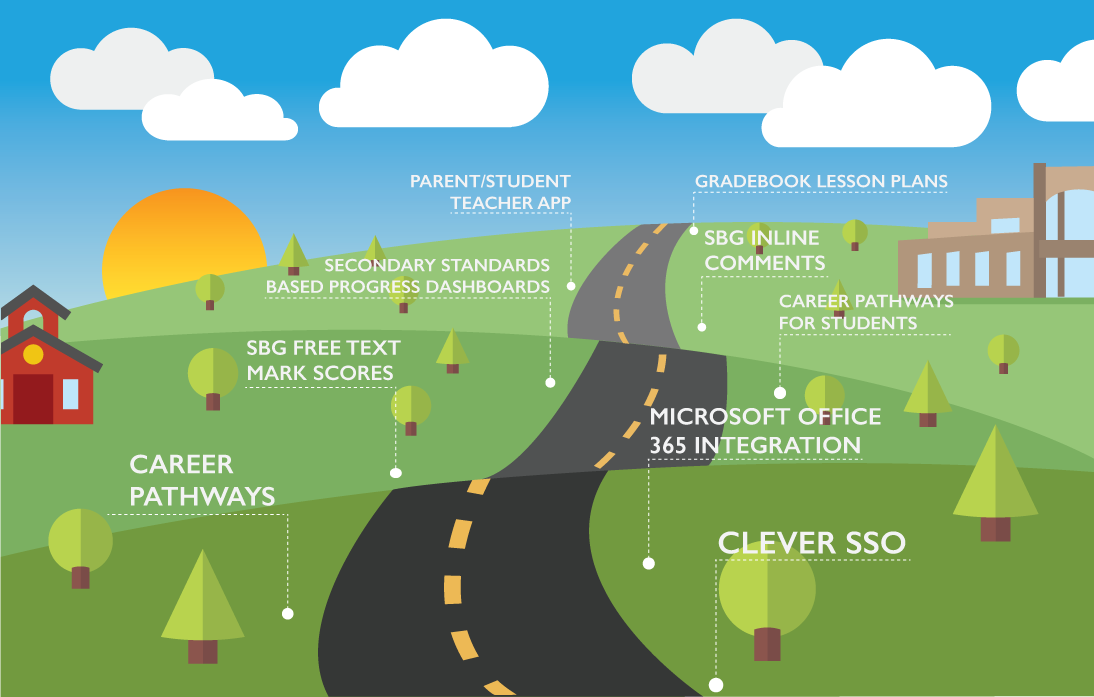 PARENT/STUDENT
TEACHER APP
GRADEBOOK LESSON PLANS
SBG INLINE
COMMENTS
SECONDARY STANDARDS
BASED PROGRESS DASHBOARDS
CAREER PATHWAYS
FOR STUDENTS
SBG FREE TEXT
MARK SCORES
MICROSOFT OFFICE
365 INTEGRATION
CAREER
PATHWAYS
CLEVER SSO